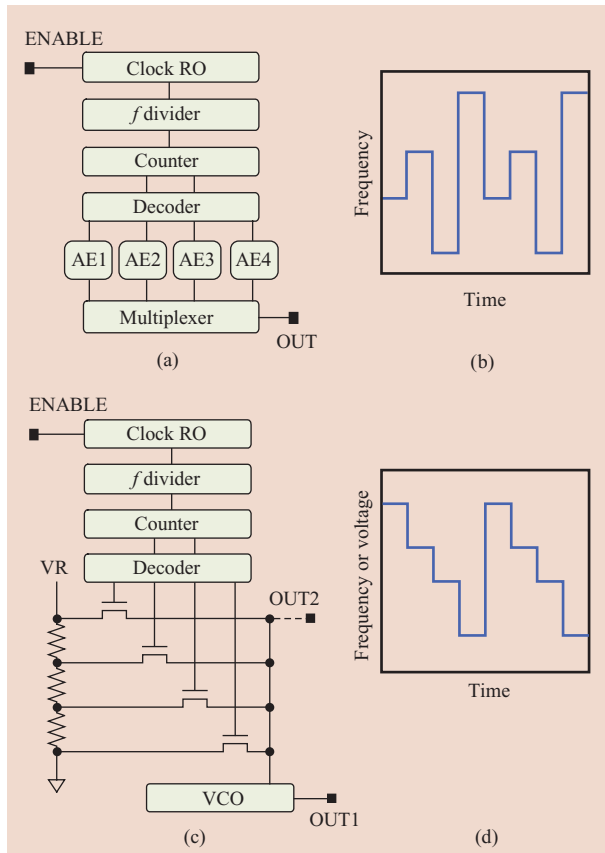 ENABLE
Clock RO
f divider
Counter
Decoder
AE1 AE2 AE3 AE4
Multiplexer
OUT
(a)
Frequency
Time
(b)
ENABLE
Clock RO
f divider
Counter
Decoder
VR
OUT2
VCO
OUT1
(c)
Frequency or voltage
Time
(d)